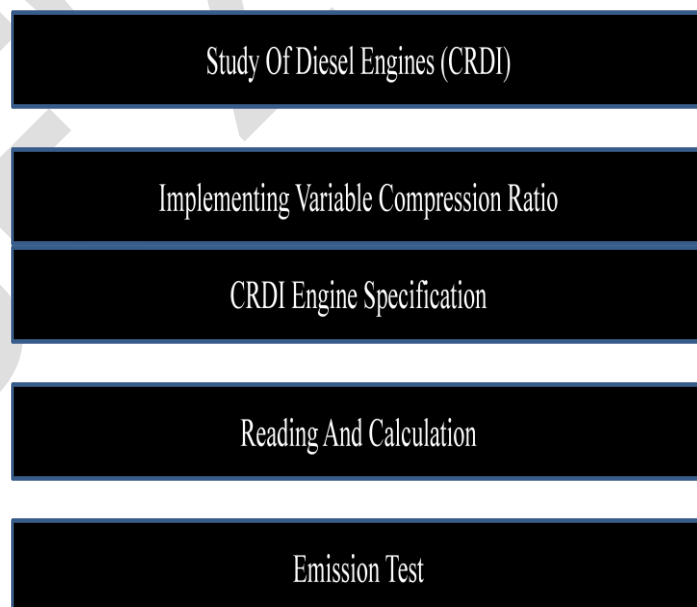 Study Of Diesel Engines (CRDI)
Implementing Variable Compression Ratio
CRDI Engine Specification
Reading And Calculation
Emission Test